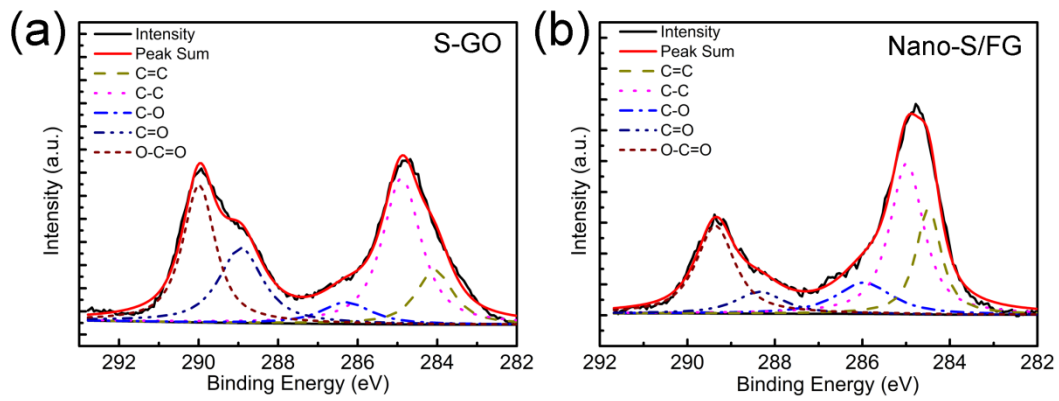 (a)
S-GO
Intensity
Peak Sum
C=C
C-C
C-O
C=O
O-C=O
Intensity (a.u.)
292 290 288 286 284 282
Binding Energy (eV)
(b)
Nano-S/FG
Intensity
Peak Sum
C=C
C-C
C-O
C=O
O-C=O
Intensity (a.u.)
292 290 288 286 284 282
Binding Energy (eV)